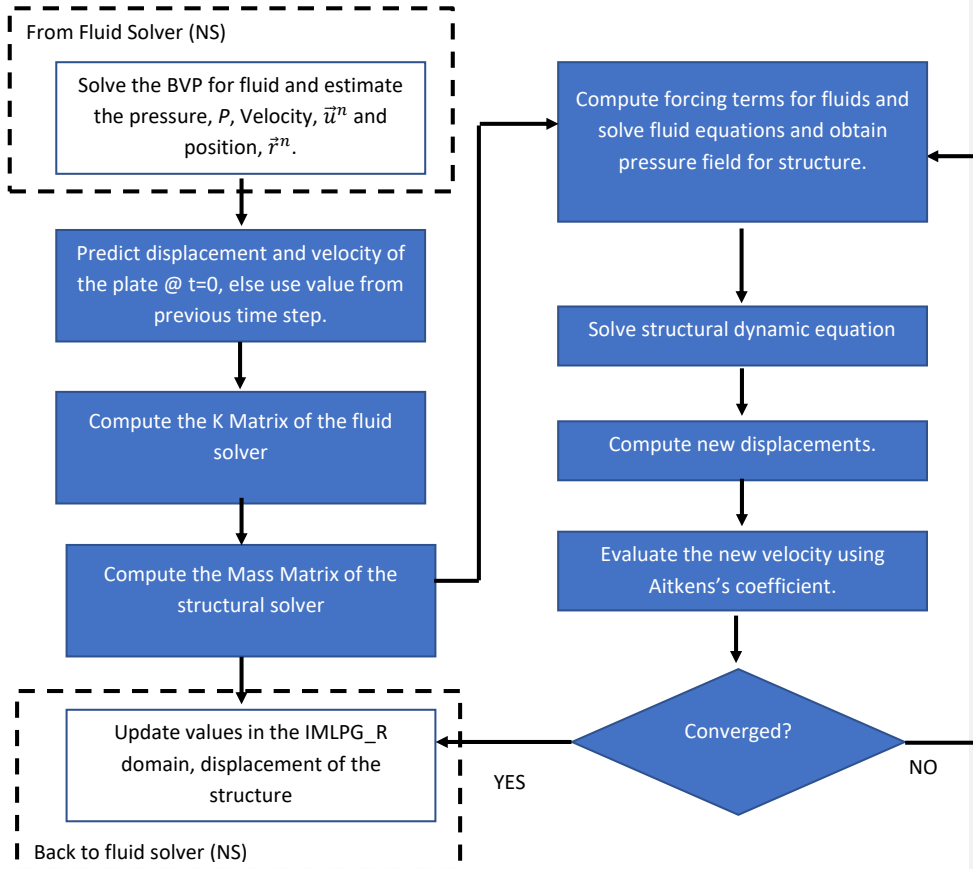 From Fluid Solver (NS)
Solve the BVP for fluid and estimate
the pressure, P, Velocity, u⃗ⁿ and
position, r⃗ⁿ.
Predict displacement and velocity of
the plate @ t=0, else use value from
previous time step.
Compute the K Matrix of the fluid
solver
Compute the Mass Matrix of the
structural solver
Update values in the IMLPG_R
domain, displacement of the
structure
Back to fluid solver (NS)
Compute forcing terms for fluids and
solve fluid equations and obtain
pressure field for structure.
Solve structural dynamic equation
Compute new displacements.
Evaluate the new velocity using
Aitkens’s coefficient.
Converged?
YES
NO